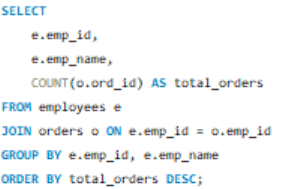 SELECT
e.emp_id,
e.emp_name,
COUNT(o.ord_id) AS total_orders
FROM employees e
JOIN orders o ON e.emp_id = o.emp_id
GROUP BY e.emp_id, e.emp_name
ORDER BY total_orders DESC;